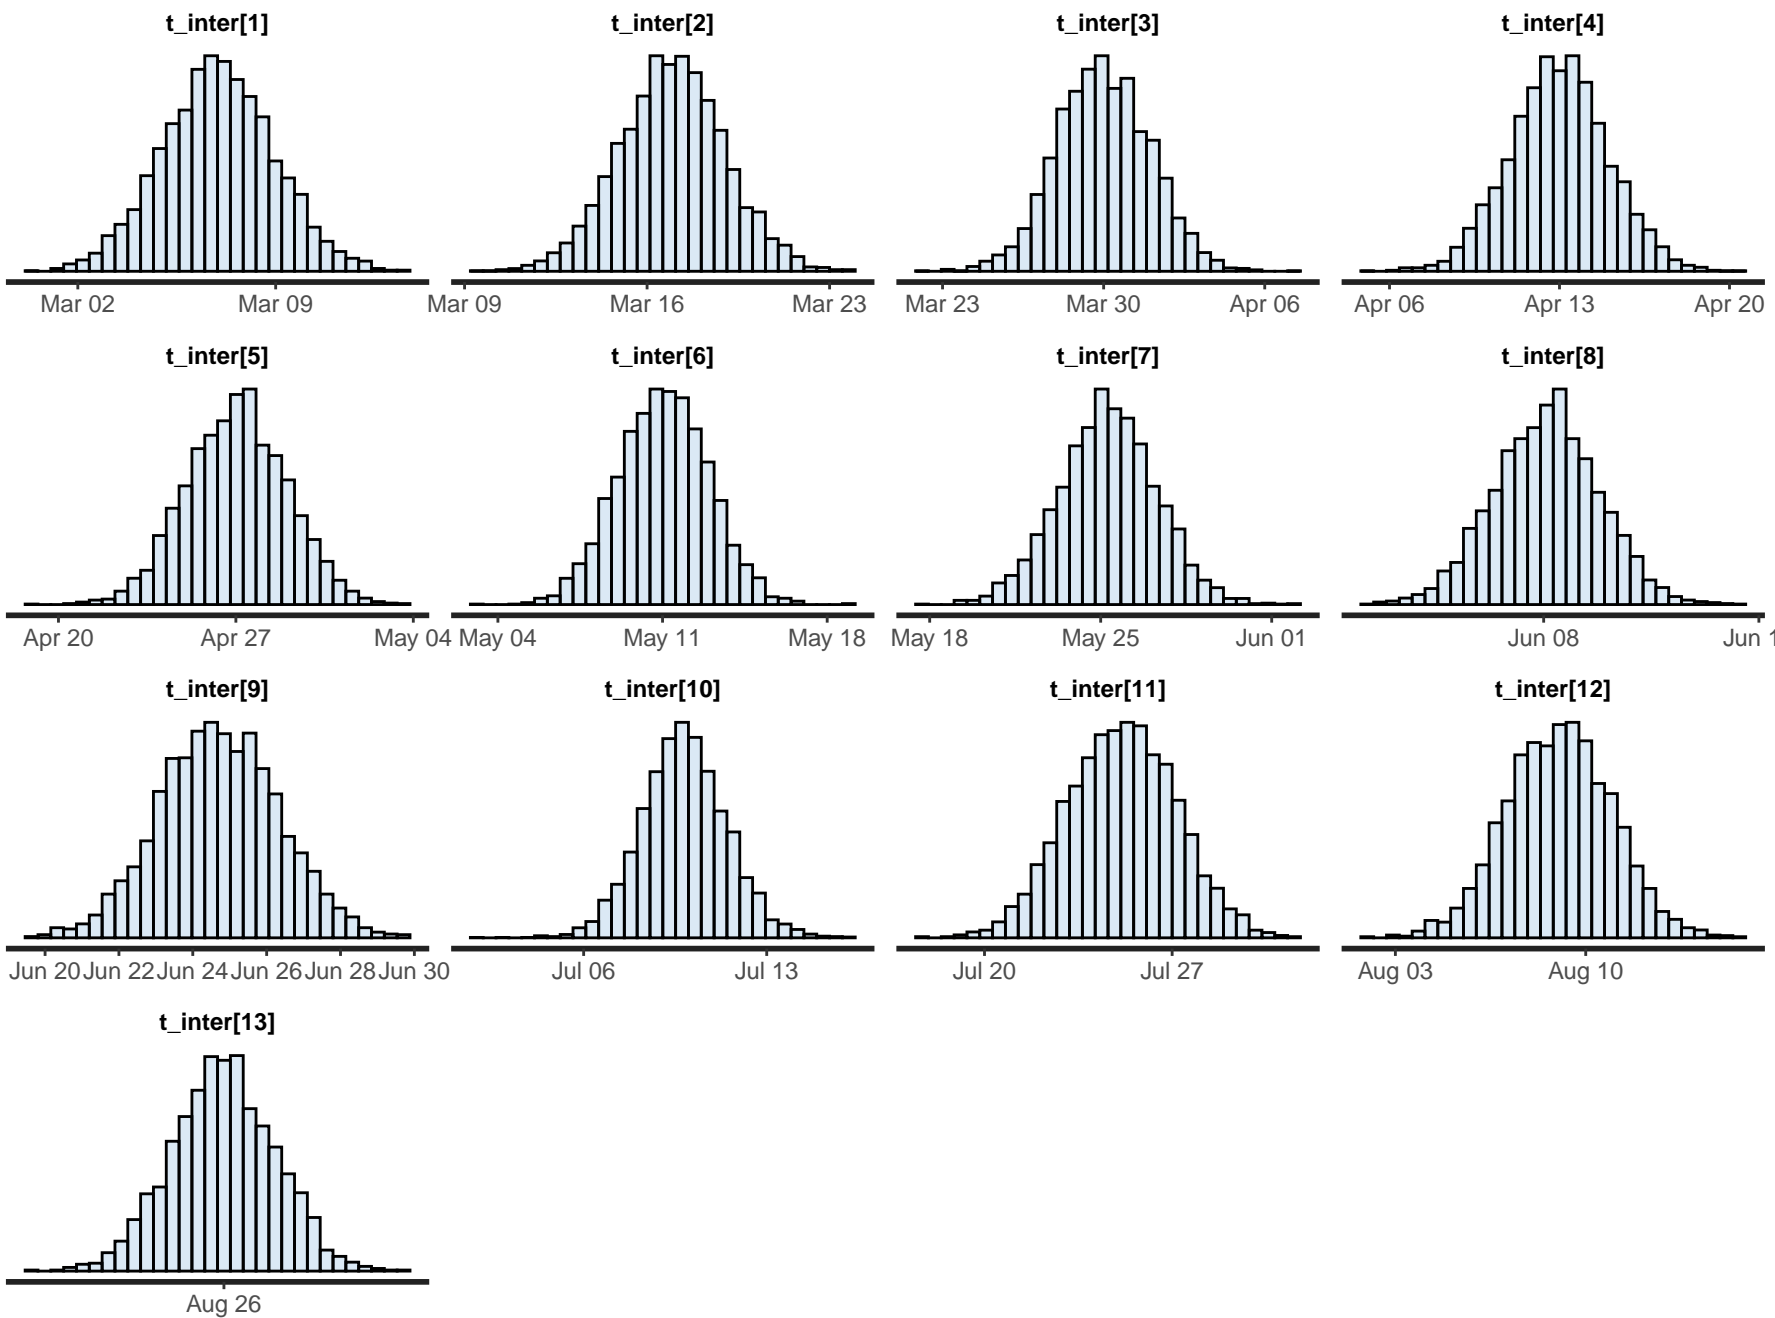 t_inter[1] t_inter[2] t_inter[3] t_inter[4]
Mar 02 Mar 09 Mar 09 Mar 16 Mar 23 Mar 23 Mar 30 Apr 06 Apr 06 Apr 13 Apr 20
t_inter[5] t_inter[6] t_inter[7] t_inter[8]
Apr 20 Apr 27 May 04 May 04 May 11 May 18 May 18 May 25 Jun 01 Jun 08 Jun 1
t_inter[9] t_inter[10] t_inter[11] t_inter[12]
Jun 20 Jun 22 Jun 24 Jun 26 Jun 28 Jun 30 Jul 06 Jul 13 Jul 20 Jul 27 Aug 03 Aug 10
t_inter[13]
Aug 26